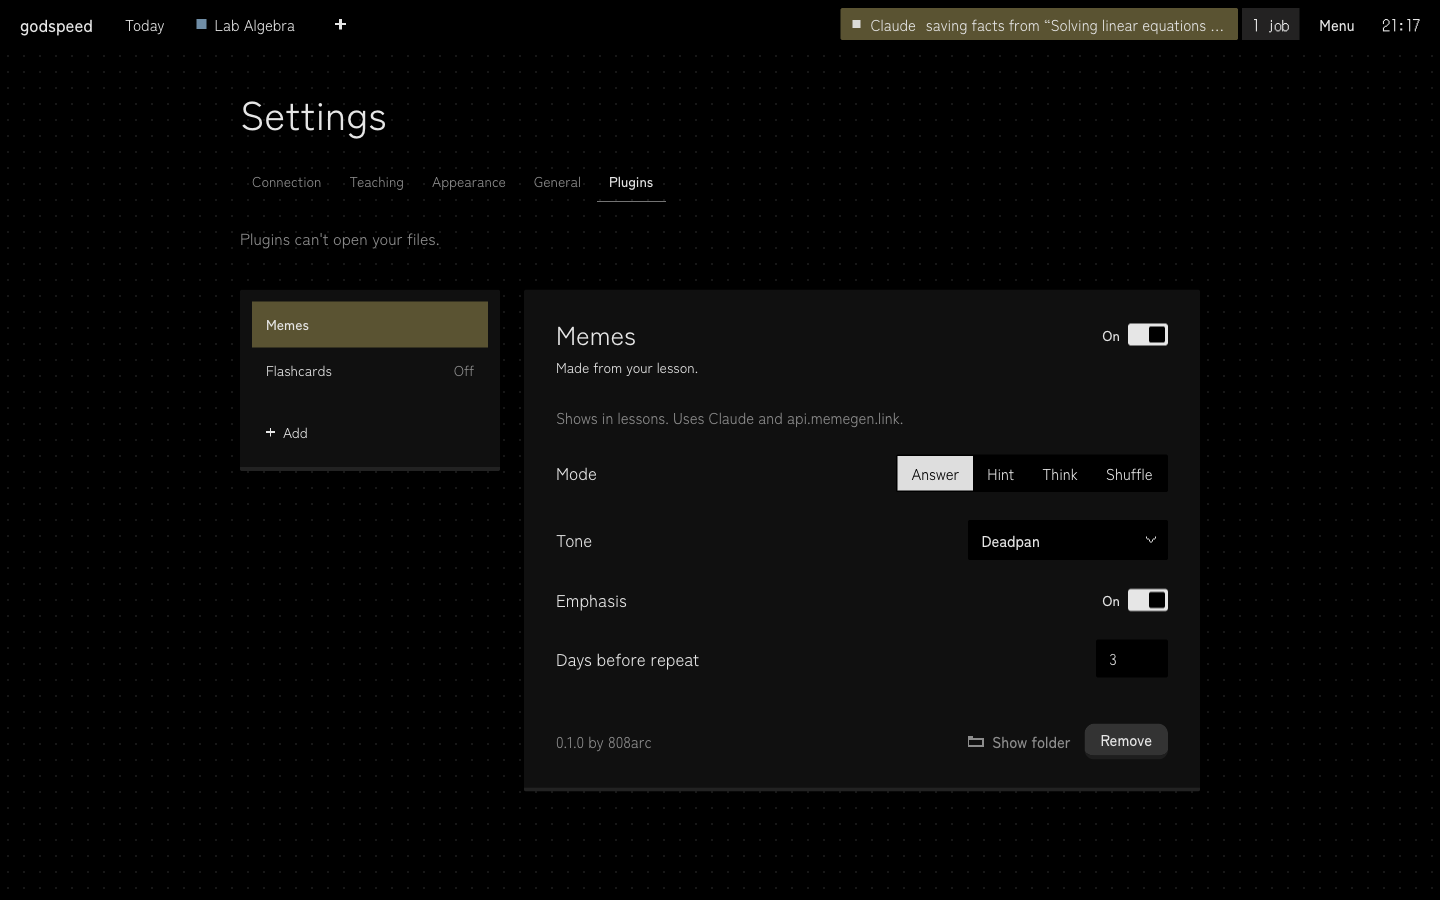 godspeed
Today
Lab Algebra
Claude saving facts from “Solving linear equations ...
1 job
Menu
21:17
Settings
Connection
Teaching
Appearance
General
Plugins
Plugins can't open your files.
Memes
Flashcards
Off
+ Add
Memes
On
Made from your lesson.
Shows in lessons. Uses Claude and api.memegen.link.
Mode
Answer
Hint
Think
Shuffle
Tone
Deadpan
Emphasis
On
Days before repeat
3
0.1.0 by 808arc
Show folder
Remove